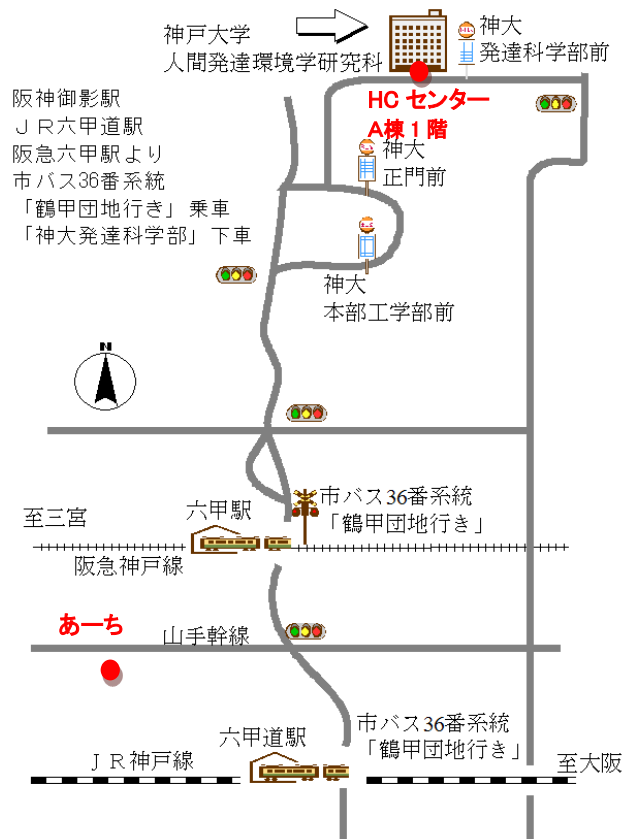 神戸大学
人間発達環境学研究科
神大
発達科学部前
HC センター
A棟１階
阪神御影駅
ＪＲ六甲道駅
阪急六甲駅より
市バス36番系統
「鶴甲団地行き」乗車
「神大発達科学部」下車
神大
正門前
神大
本部工学部前
N
市バス36番系統
「鶴甲団地行き」
六甲駅
至三宮
阪急神戸線
あーち
山手幹線
市バス36番系統
「鶴甲団地行き」
六甲道駅
ＪＲ神戸線
至大阪